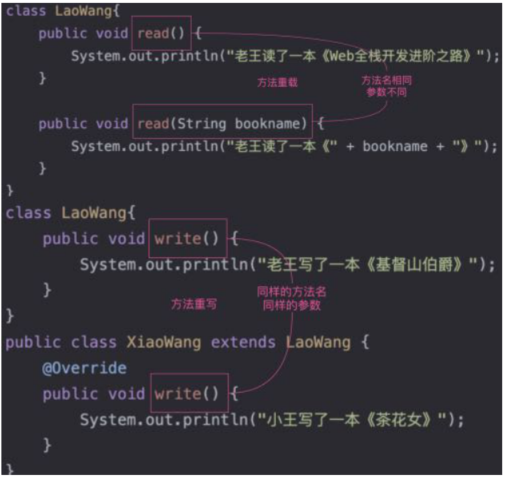 class LaoWang{
public void read() {
System.out.println("老王读了一本《Web全栈开发进阶之路》");
}
方法重载
方法名相同
参数不同
public void read(String bookname) {
System.out.println("老王读了一本《" + bookname + "》");
}
}
class LaoWang{
public void write() {
System.out.println("老王写了一本《基督山伯爵》");
}
方法重写
同样的方法名
同样的参数
}
public class XiaoWang extends LaoWang {
@Override
public void write() {
System.out.println("小王写了一本《茶花女》");
}
}